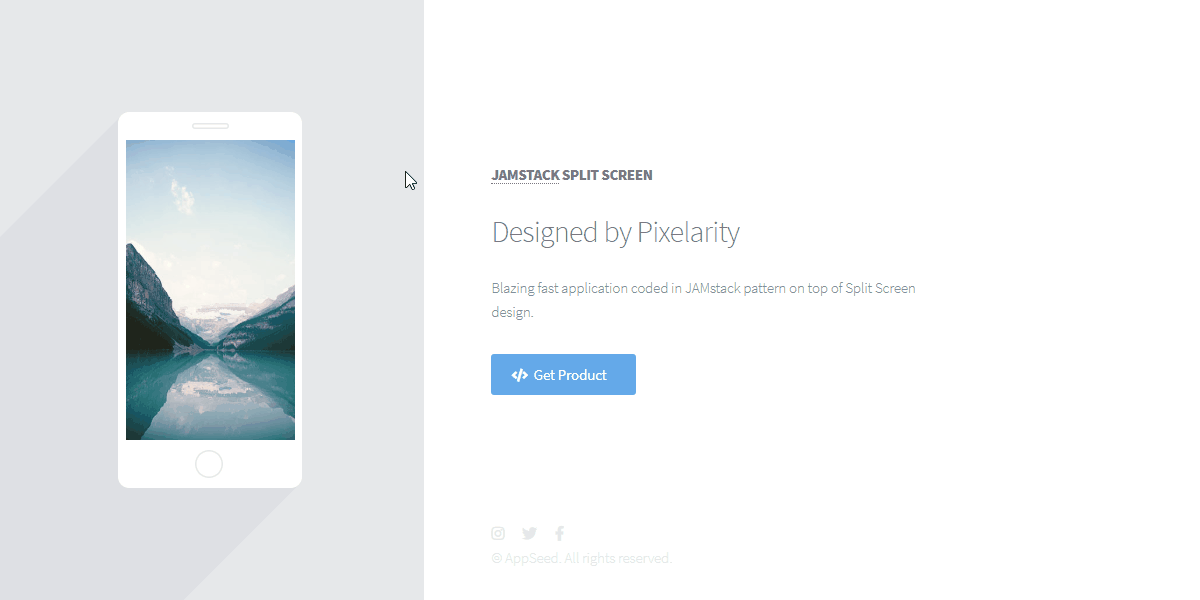 JAMSTACK SPLIT SCREEN
Designed by Pixelarity
Blazing fast application coded in JAMstack pattern on top of Split Screen
design.
Get Product
© AppSeed. All rights reserved.